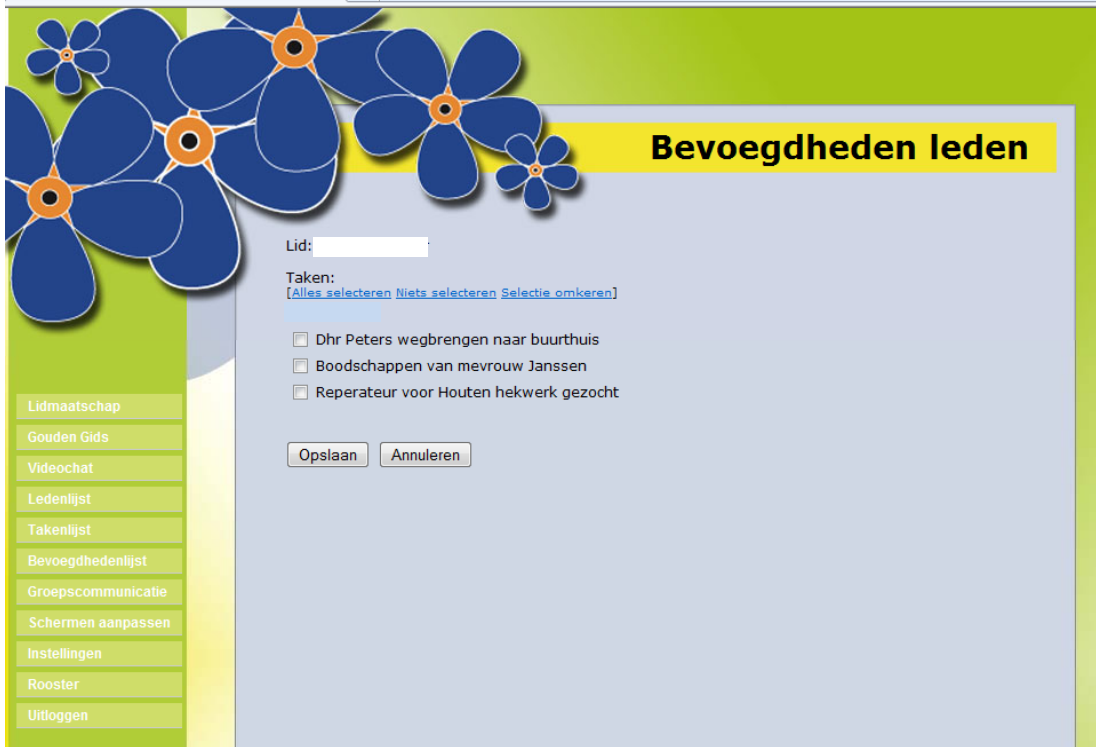 Bevoegdheden leden
Lid:
Taken:
[Alles selecteren Niets selecteren Selectie omkeren]
Dhr Peters wegbrengen naar buurthuis
Boodschappen van mevrouw Janssen
Reperateur voor Houten hekwerk gezocht
Opslaan Annuleren
Lidmaatschap
Gouden Gids
Videochat
Ledenlijst
Takenlijst
Bevoegdhedenlijst
Groepscommunicatie
Schermen aanpassen
Instellingen
Rooster
Uitloggen